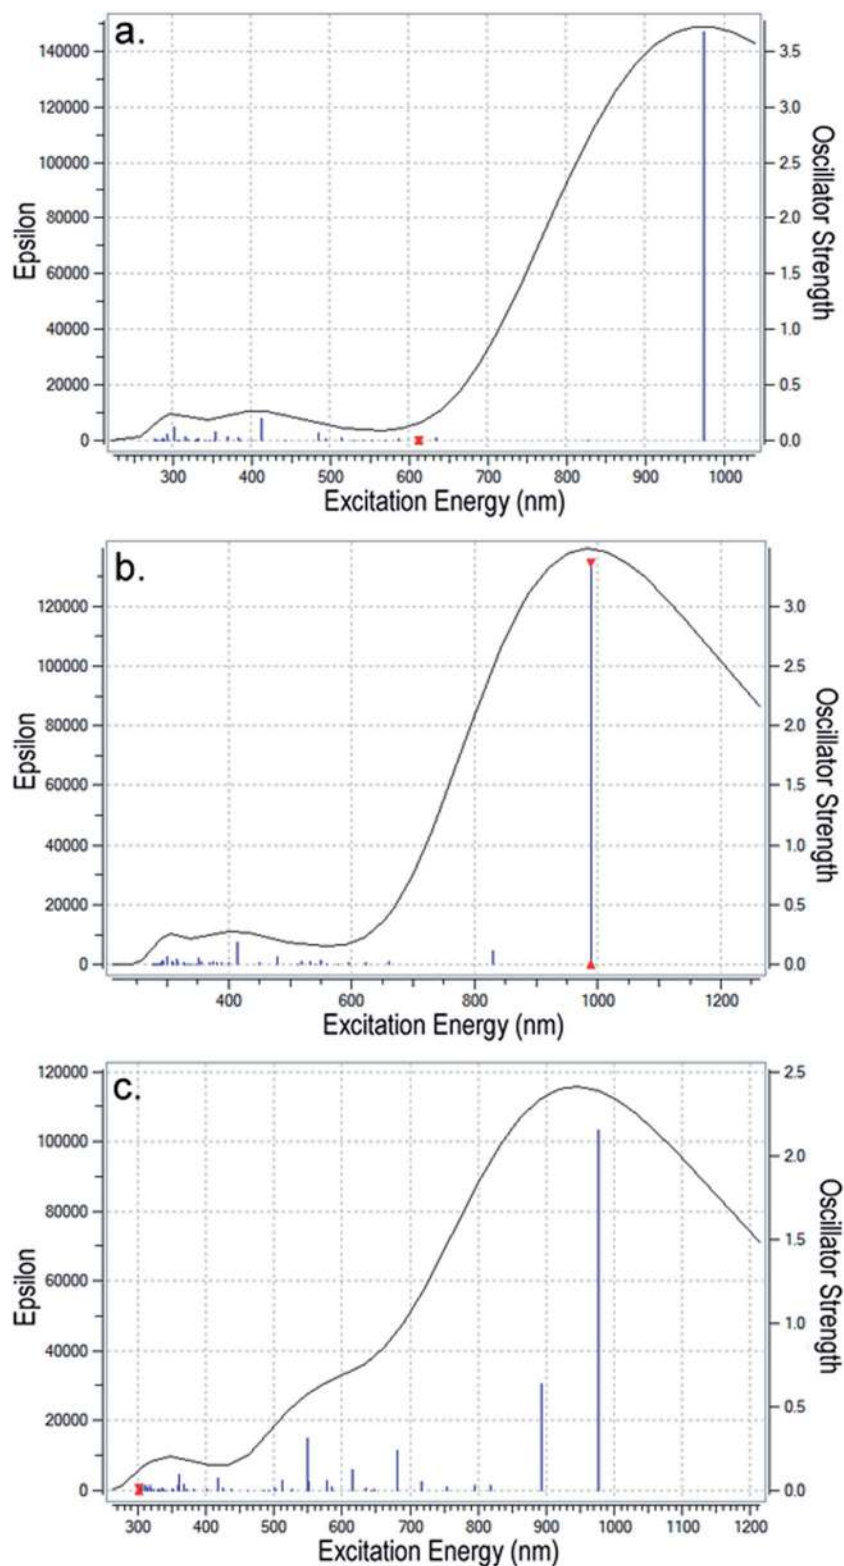 a.
140000
120000
100000
80000
60000
40000
20000
0
Epsilon
3.5
3.0
2.5
2.0
1.5
1.0
0.5
0.0
Oscillator Strength
300 400 500 600 700 800 900 1000
Excitation Energy (nm)
b.
120000
100000
80000
60000
40000
20000
0
Epsilon
3.0
2.5
2.0
1.5
1.0
0.5
0.0
Oscillator Strength
400 600 800 1000 1200
Excitation Energy (nm)
c.
120000
100000
80000
60000
40000
20000
0
Epsilon
2.5
2.0
1.5
1.0
0.5
0.0
Oscillator Strength
300 400 500 600 700 800 900 1000 1100 1200
Excitation Energy (nm)